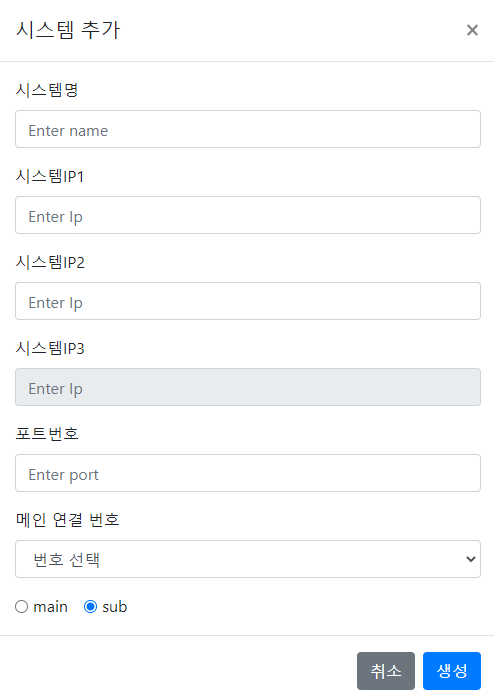 시스템 추가 ×
시스템명
Enter name
시스템IP1
Enter Ip
시스템IP2
Enter Ip
시스템IP3
Enter Ip
포트번호
Enter port
메인 연결 번호
번호 선택
main sub
취소 생성